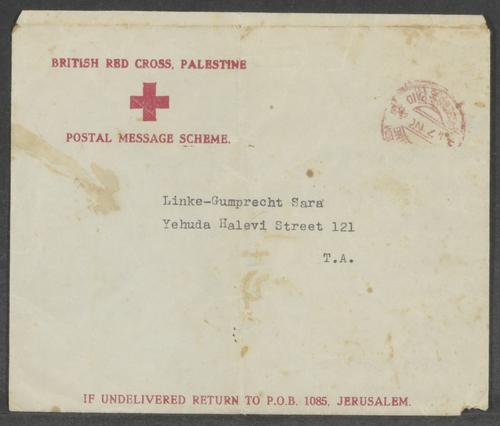 BRITISH RED CROSS, PALESTINE
POSTAL MESSAGE SCHEME.
PAID
Linke-Gumprecht Sara
Yehuda Halevi Street 121
T.A.
IF UNDELIVERED RETURN TO P.O.B. 1085, JERUSALEM.